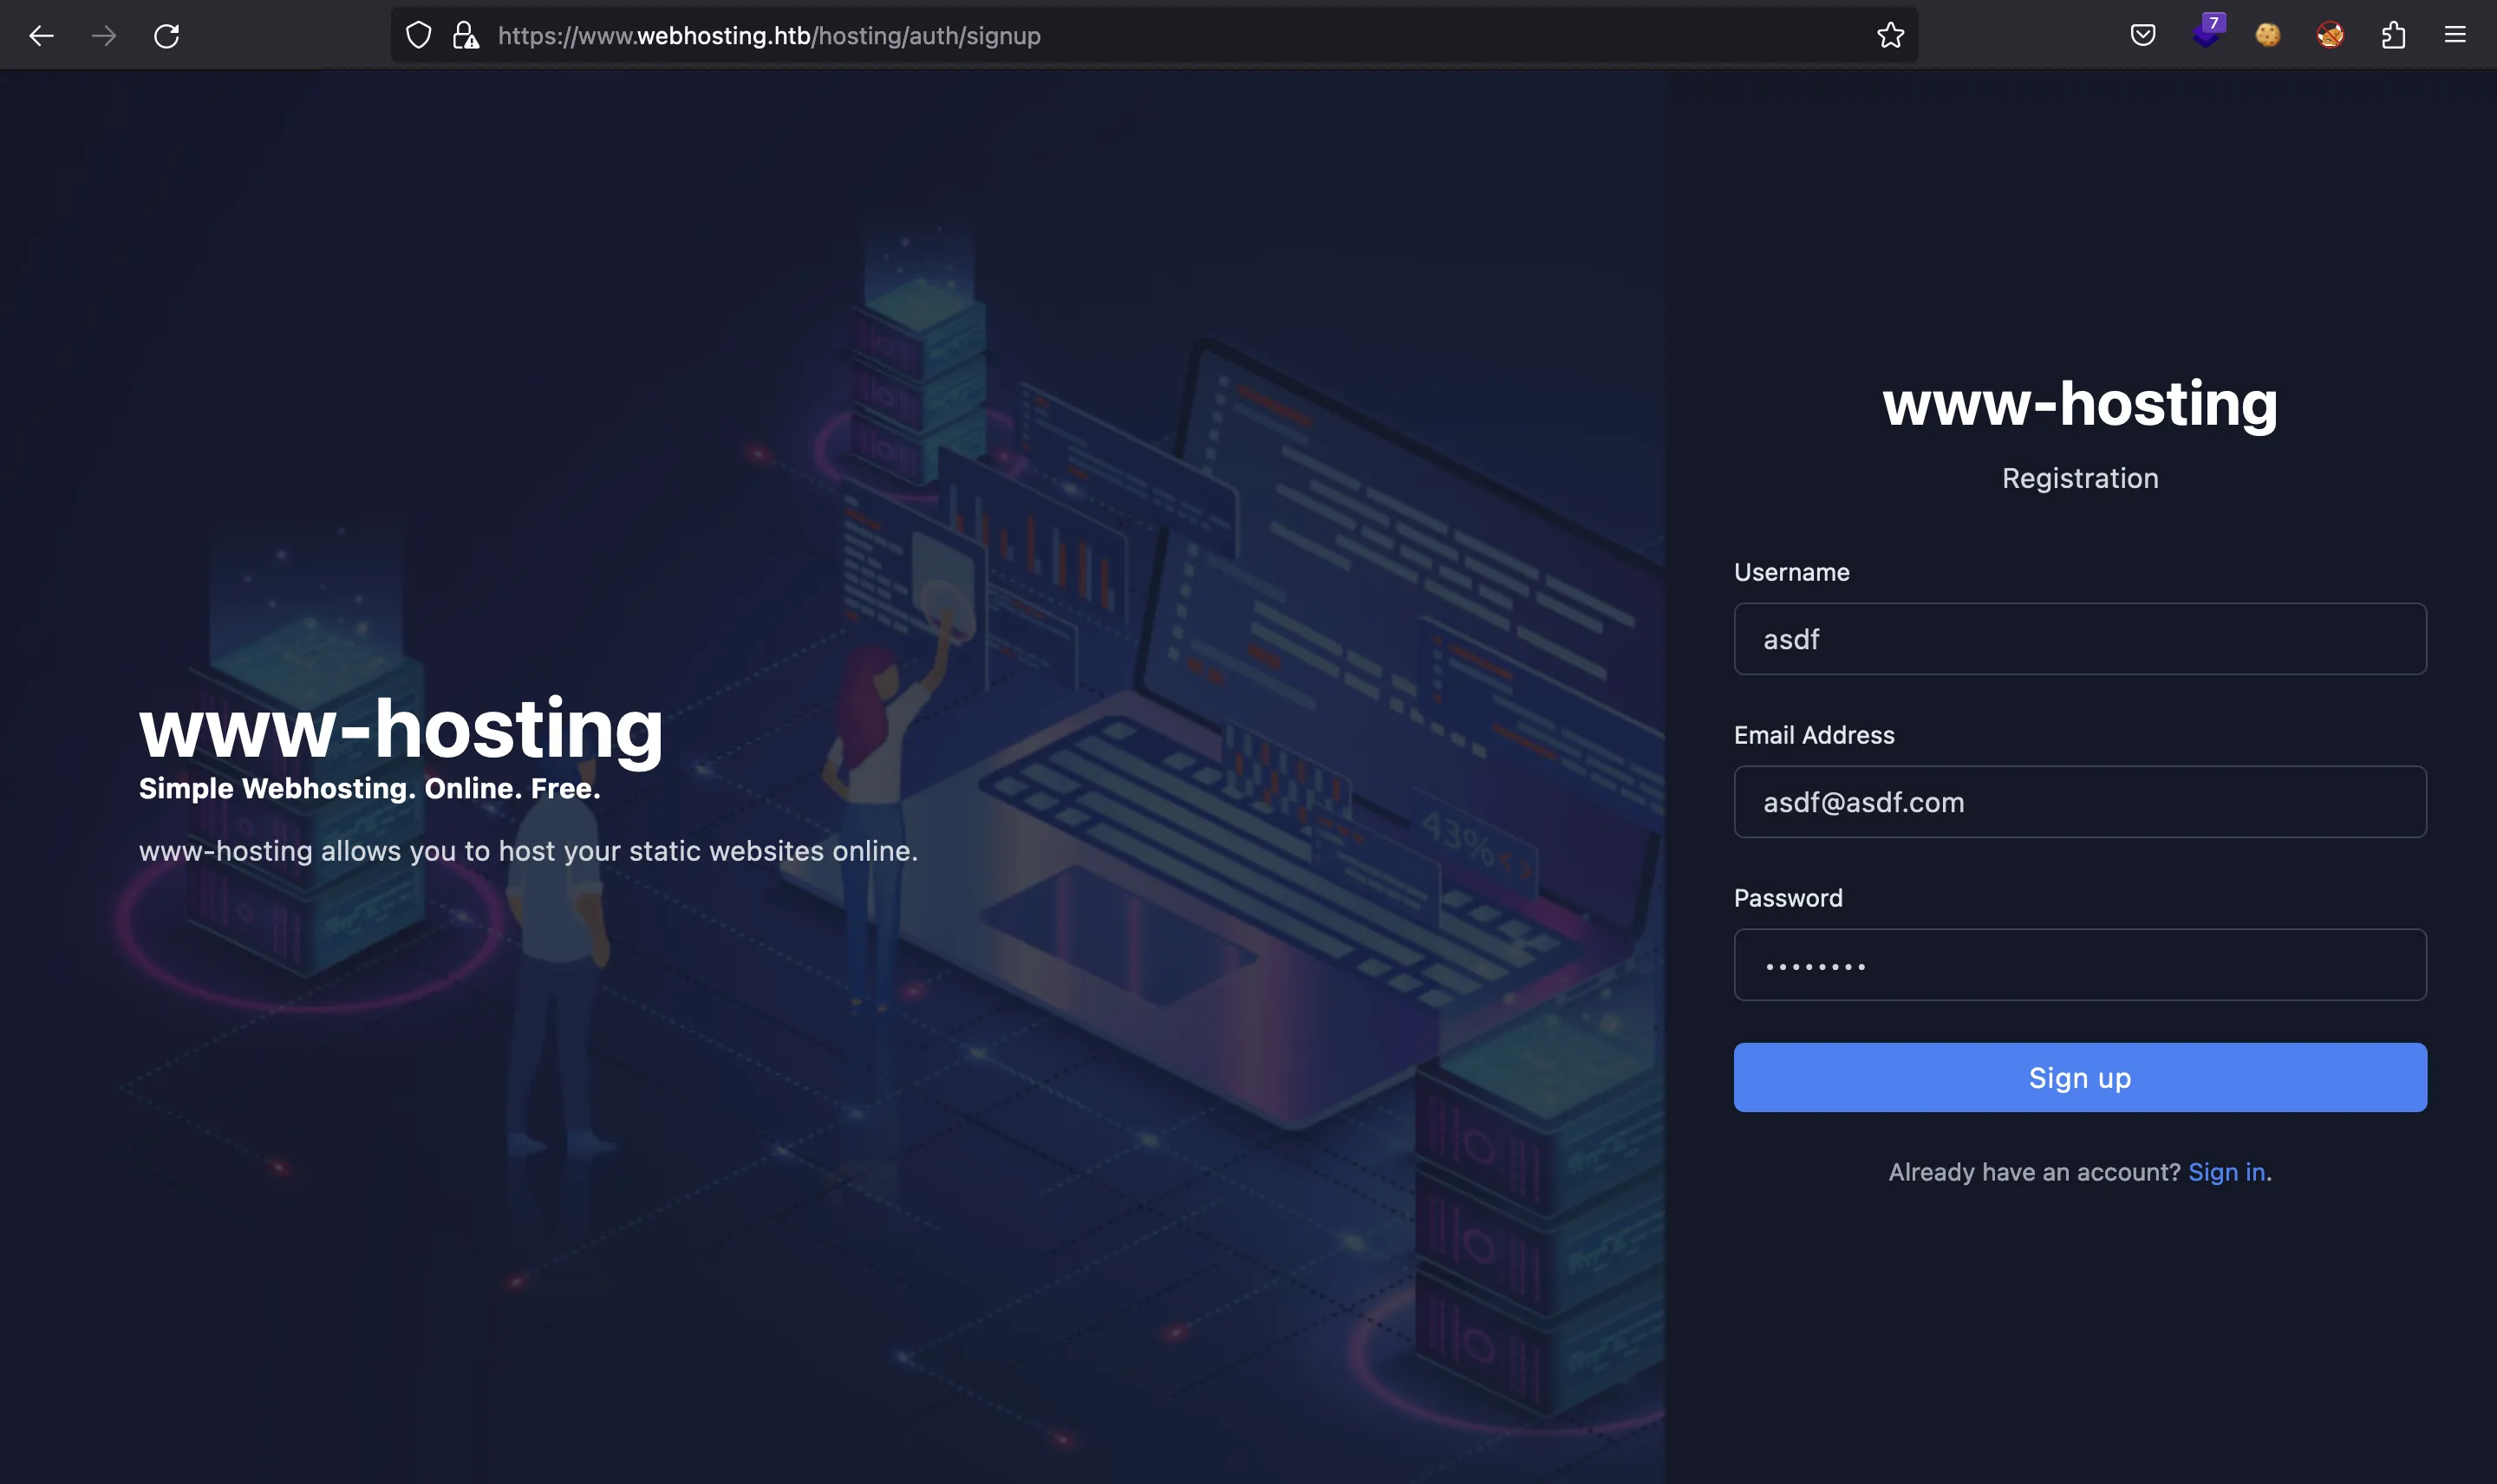 7
https://www.webhosting.htb/hosting/auth/signup
www-hosting
Simple Webhosting. Online. Free.
www-hosting allows you to host your static websites online.
43%
www-hosting
Registration
Username
asdf
Email Address
asdf@asdf.com
Password
••••••••
Sign up
Already have an account? Sign in.